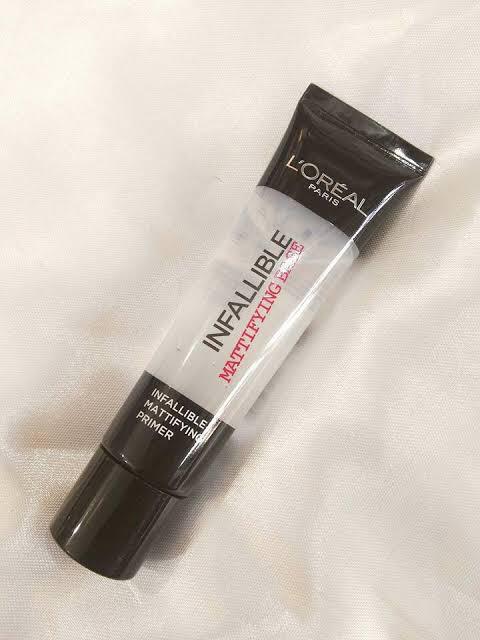 L'ORÉAL
PARIS
INFALLIBLE
MATTIFYING BASE
INFALLIBLE
MATTIFYING
PRIMER